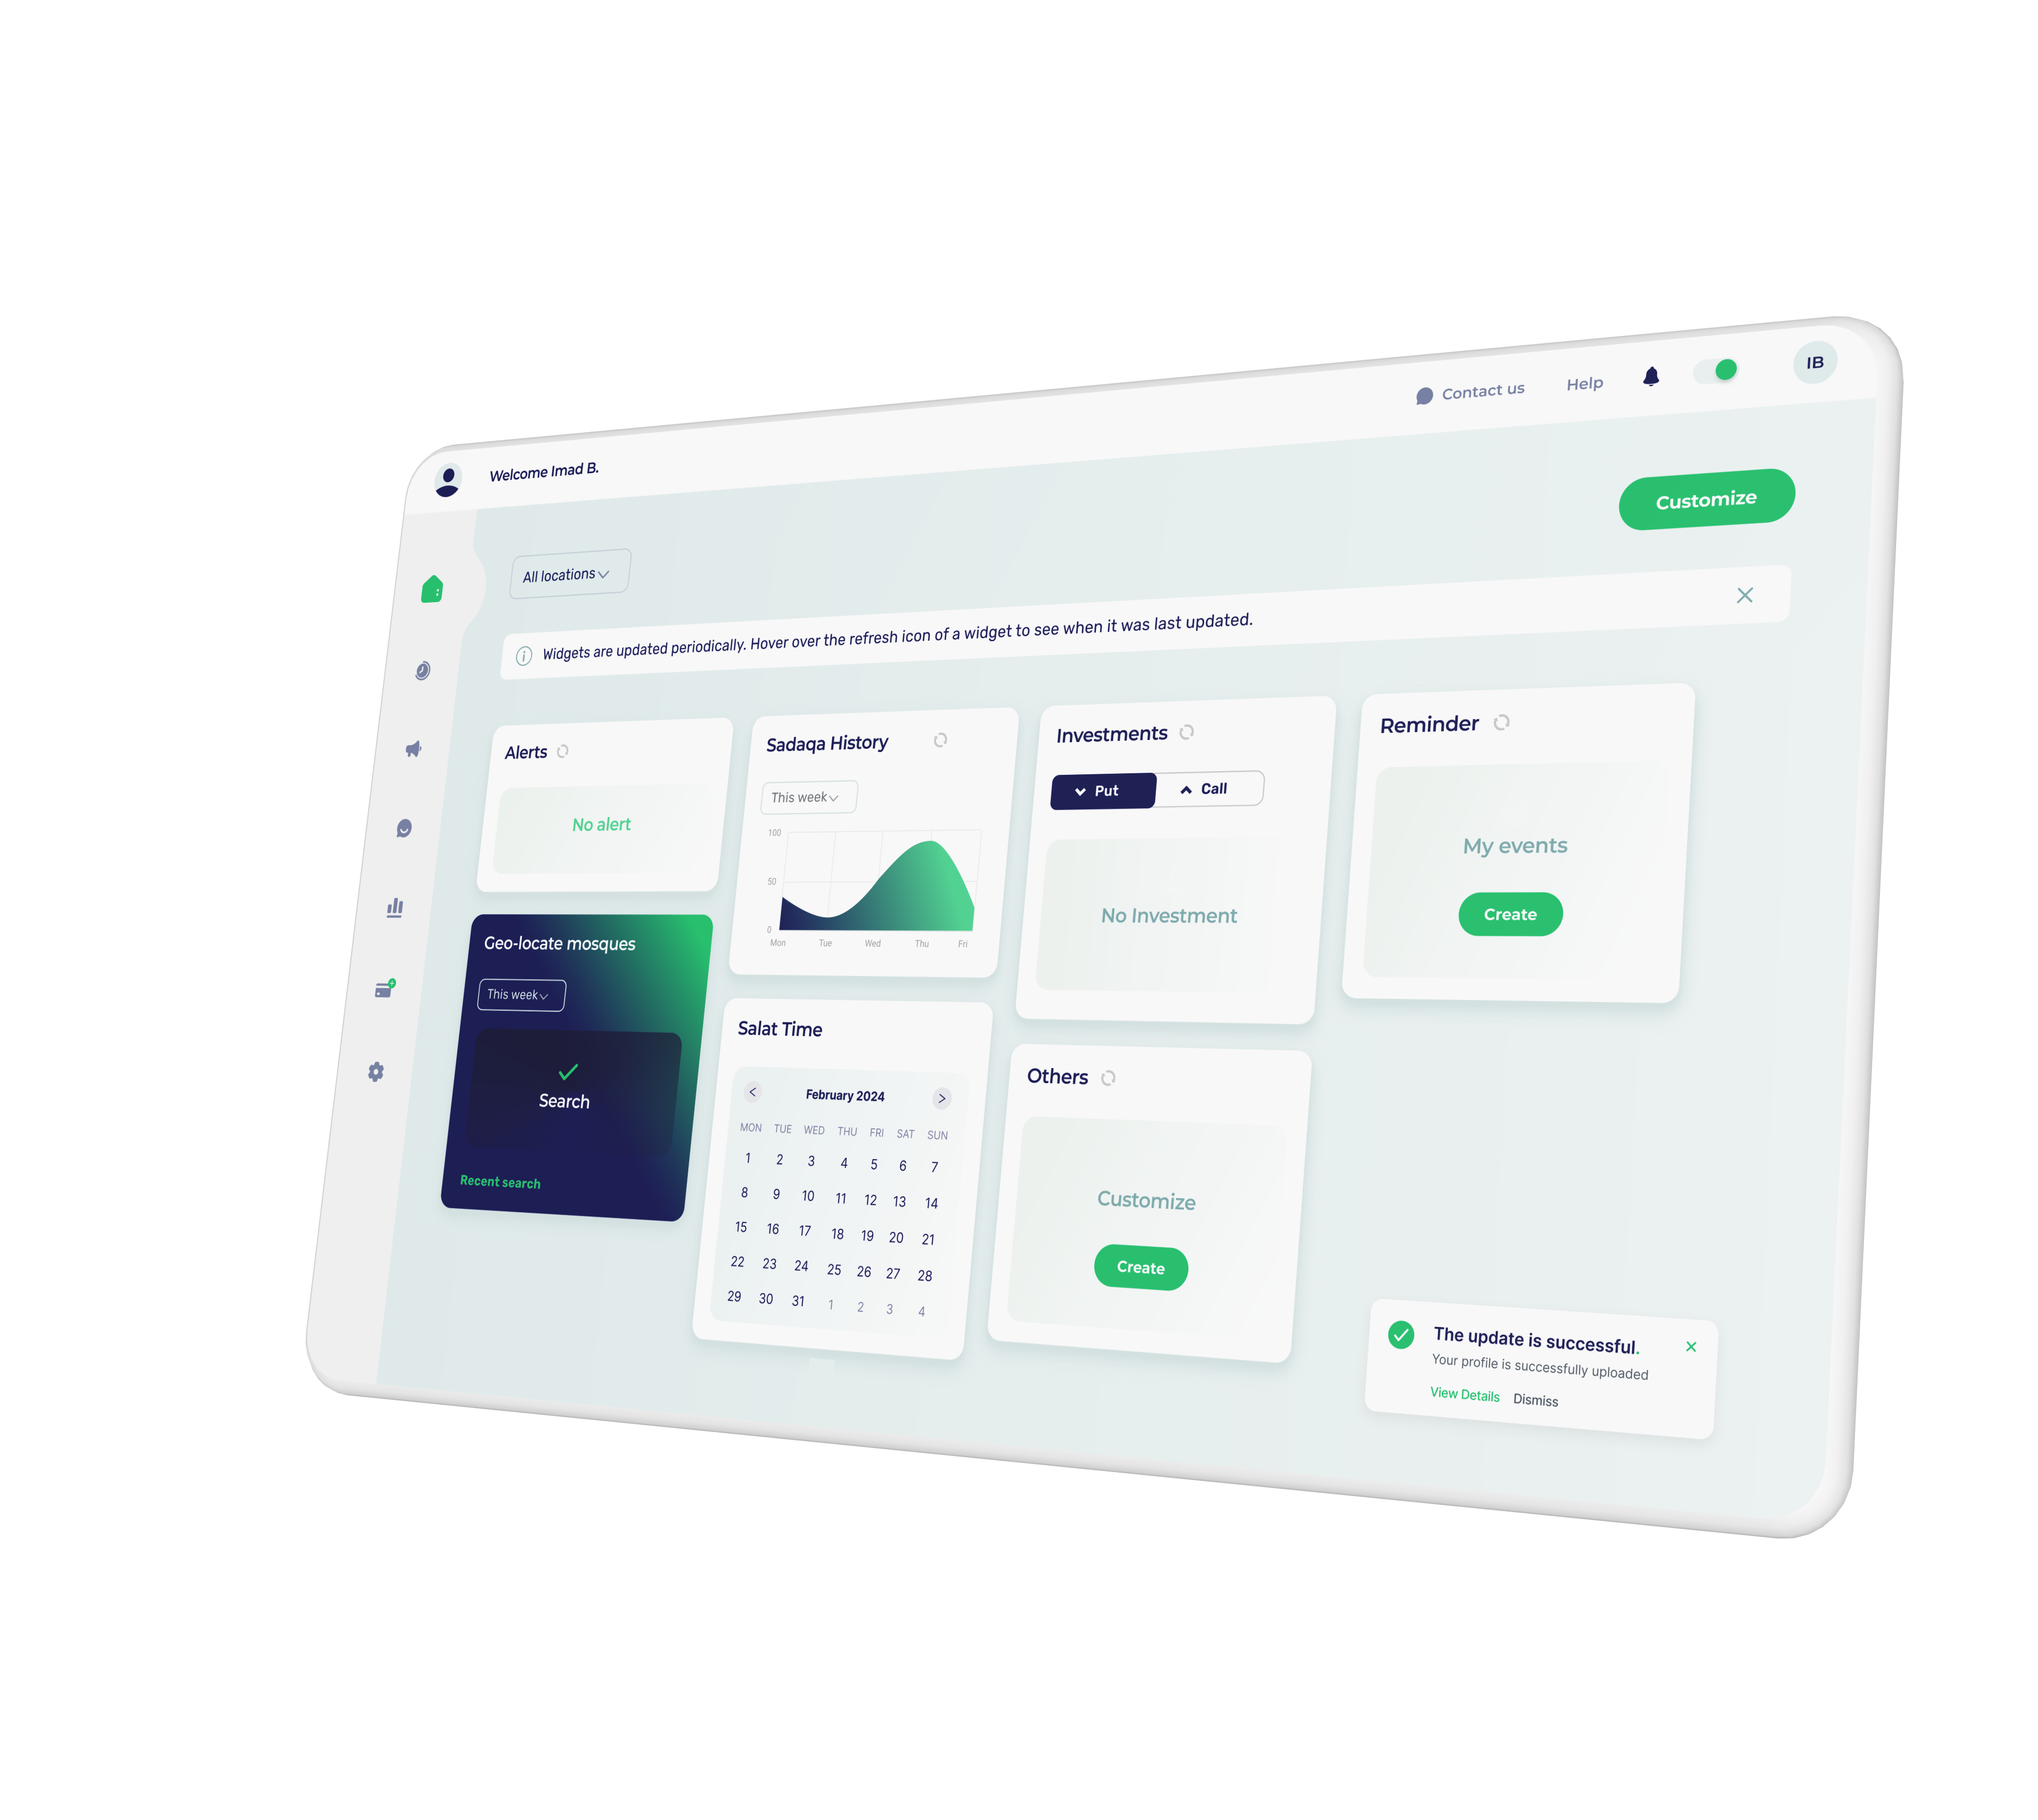 Welcome Imad B.
Contact us
Help
IB
Customize
All locations
Widgets are updated periodically. Hover over the refresh icon of a widget to see when it was last updated.
Alerts
No alert
Geo-locate mosques
This week
Search
Recent search
Sadaqa History
This week
100
50
0
Mon Tue Wed Thu Fri
Salat Time
February 2024
MON TUE WED THU FRI SAT SUN
1 2 3 4 5 6 7
8 9 10 11 12 13 14
15 16 17 18 19 20 21
22 23 24 25 26 27 28
29 30 31 1 2 3 4
Investments
Put Call
No Investment
Others
Customize
Create
Reminder
My events
Create
The update is successful.
Your profile is successfully uploaded
View Details Dismiss